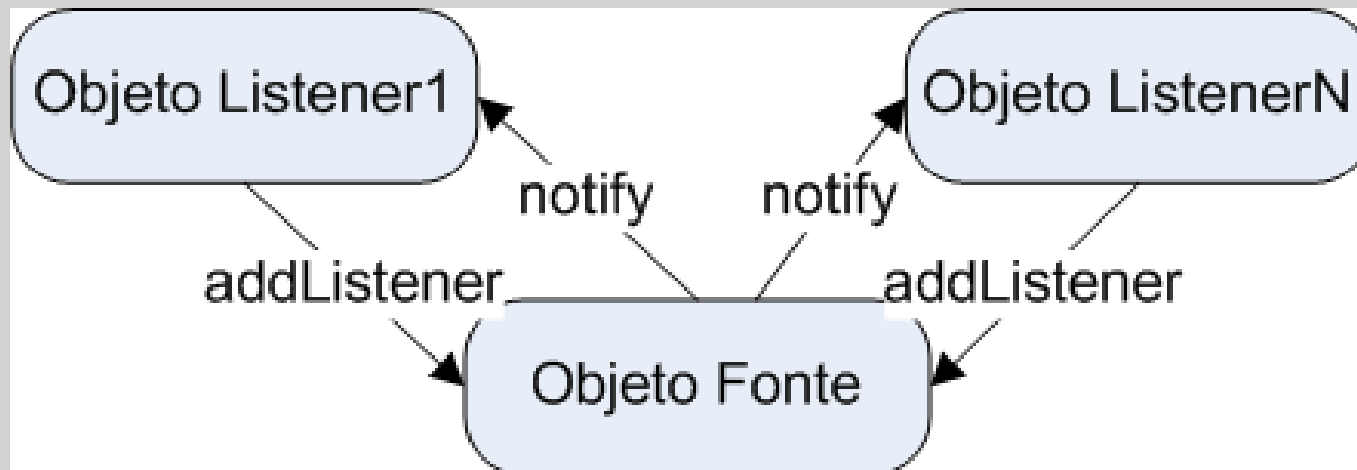 Objeto Listener1
Objeto ListenerN
notify
notify
addListener
addListener
Objeto Fonte